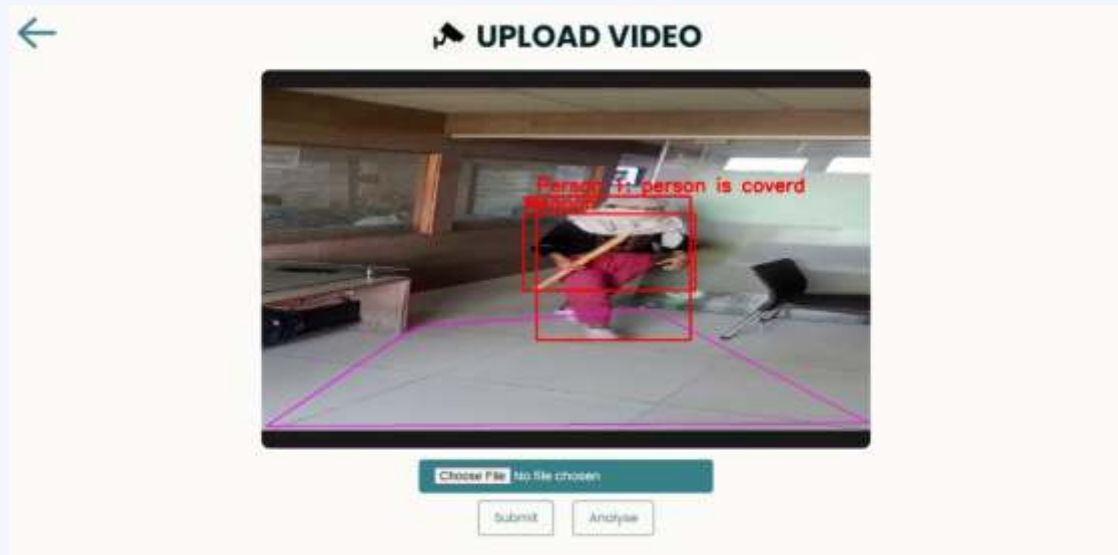 UPLOAD VIDEO
Person 1: person is coverd
Choose File No file chosen
Submit Analyse